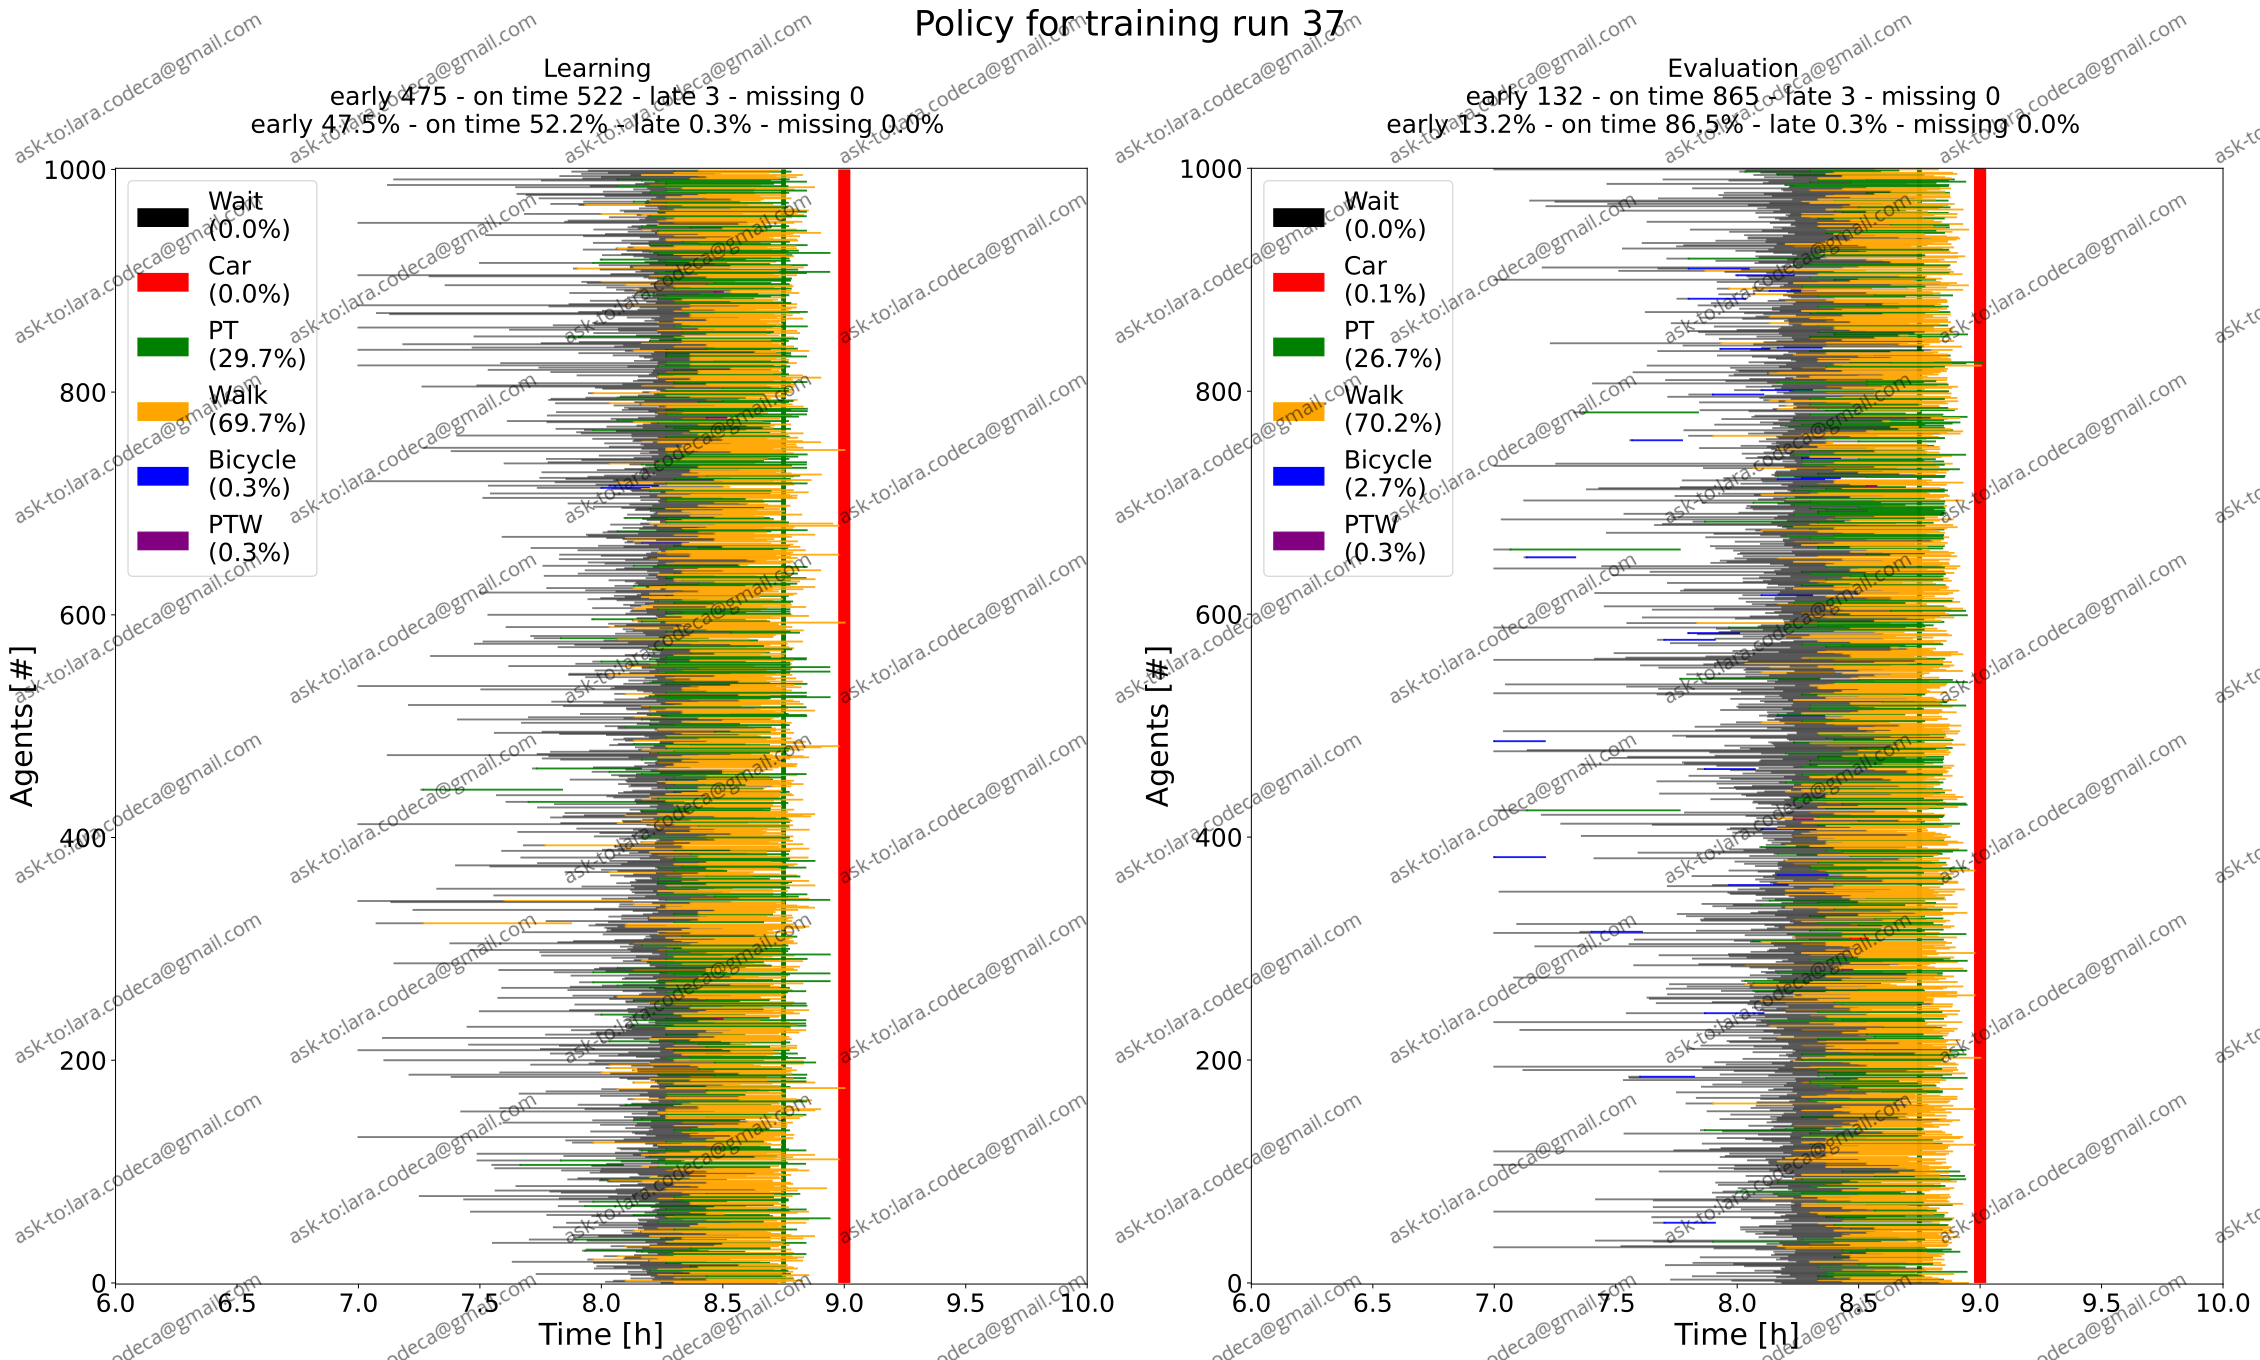 Policy for training run 37
Learning
early 475 - on time 522 - late 3 - missing 0
early 47.5% - on time 52.2% - late 0.3% - missing 0.0%
1000
800
600
400
200
0
Agents [#]
Wait
(0.0%)
Car
(0.0%)
PT
(29.7%)
Walk
(69.7%)
Bicycle
(0.3%)
PTW
(0.3%)
6.0 6.5 7.0 7.5 8.0 8.5 9.0 9.5 10.0
Time [h]
Evaluation
early 132 - on time 865 - late 3 - missing 0
early 13.2% - on time 86.5% - late 0.3% - missing 0.0%
1000
800
600
400
200
0
Agents [#]
Wait
(0.0%)
Car
(0.1%)
PT
(26.7%)
Walk
(70.2%)
Bicycle
(2.7%)
PTW
(0.3%)
6.0 6.5 7.0 7.5 8.0 8.5 9.0 9.5 10.0
Time [h]
ask-to:lara.codeca@gmail.com